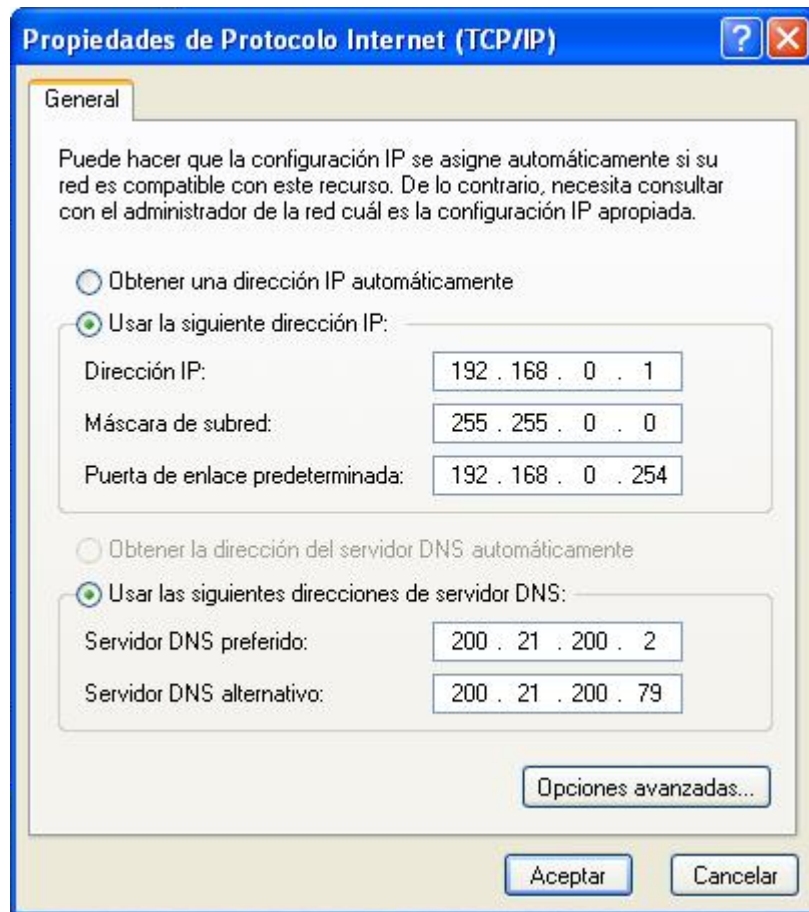 Propiedades de Protocolo Internet (TCP/IP)
General
Puede hacer que la configuración IP se asigne automáticamente si su
red es compatible con este recurso. De lo contrario, necesita consultar
con el administrador de la red cuál es la configuración IP apropiada.
Obtener una dirección IP automáticamente
Usar la siguiente dirección IP:
Dirección IP: 192 . 168 . 0 . 1
Máscara de subred: 255 . 255 . 0 . 0
Puerta de enlace predeterminada: 192 . 168 . 0 . 254
Obtener la dirección del servidor DNS automáticamente
Usar las siguientes direcciones de servidor DNS:
Servidor DNS preferido: 200 . 21 . 200 . 2
Servidor DNS alternativo: 200 . 21 . 200 . 79
Opciones avanzadas...
Aceptar Cancelar